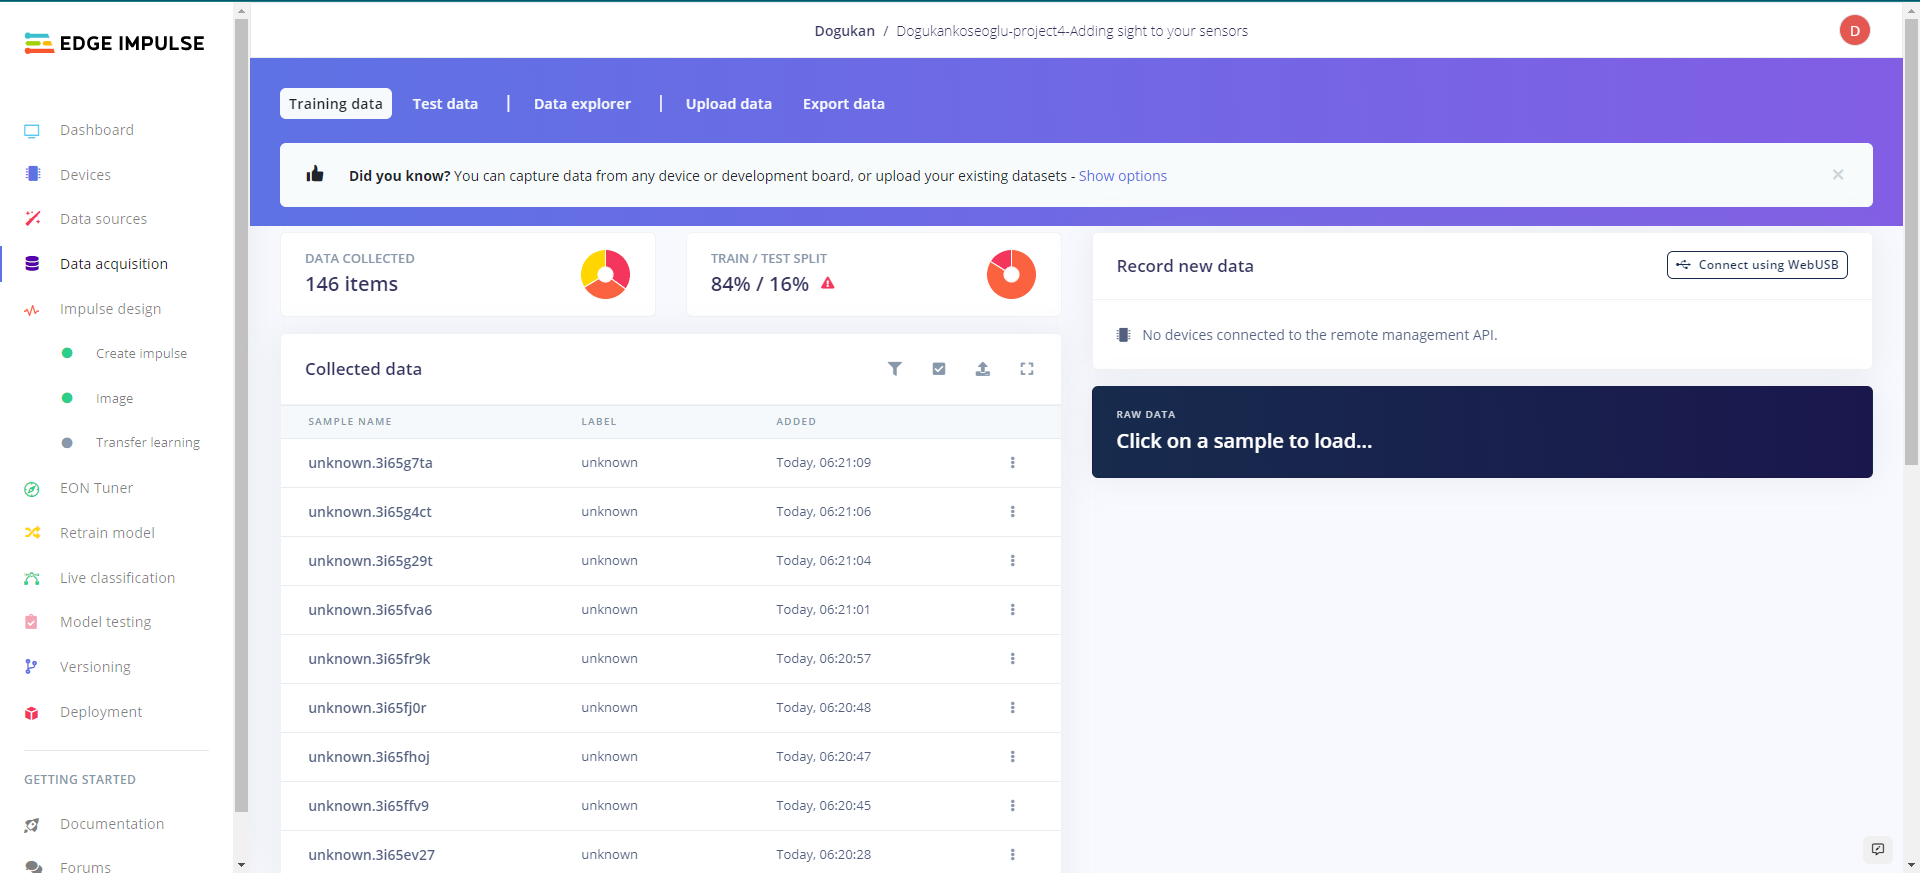 EDGE IMPULSE
Dashboard
Devices
Data sources
Data acquisition
Impulse design
Create impulse
Image
Transfer learning
EON Tuner
Retrain model
Live classification
Model testing
Versioning
Deployment
GETTING STARTED
Documentation
Forums
Dogukan / Dogukankoseoglu-project4-Adding sight to your sensors
D
Training data Test data | Data explorer | Upload data Export data
Did you know? You can capture data from any device or development board, or upload your existing datasets - Show options ×
DATA COLLECTED
146 items
TRAIN / TEST SPLIT
84% / 16%
Collected data
SAMPLE NAME LABEL ADDED
unknown.3i65g7ta unknown Today, 06:21:09
unknown.3i65g4ct unknown Today, 06:21:06
unknown.3i65g29t unknown Today, 06:21:04
unknown.3i65fva6 unknown Today, 06:21:01
unknown.3i65fr9k unknown Today, 06:20:57
unknown.3i65fj0r unknown Today, 06:20:48
unknown.3i65fhoj unknown Today, 06:20:47
unknown.3i65ffv9 unknown Today, 06:20:45
unknown.3i65ev27 unknown Today, 06:20:28
Record new data
Connect using WebUSB
No devices connected to the remote management API.
RAW DATA
Click on a sample to load...